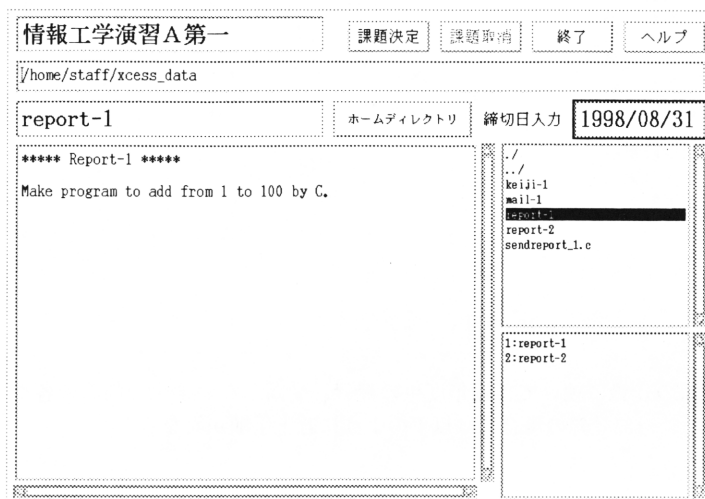 情報工学演習A第一
課題決定
課題取消
終了
ヘルプ
/home/staff/xcess_data
report-1
ホームディレクトリ
締切日入力
1998/08/31
***** Report-1 *****
Make program to add from 1 to 100 by C.
./
../
keiji-1
mail-1
report-1
report-2
sendreport_1.c
1:report-1
2:report-2